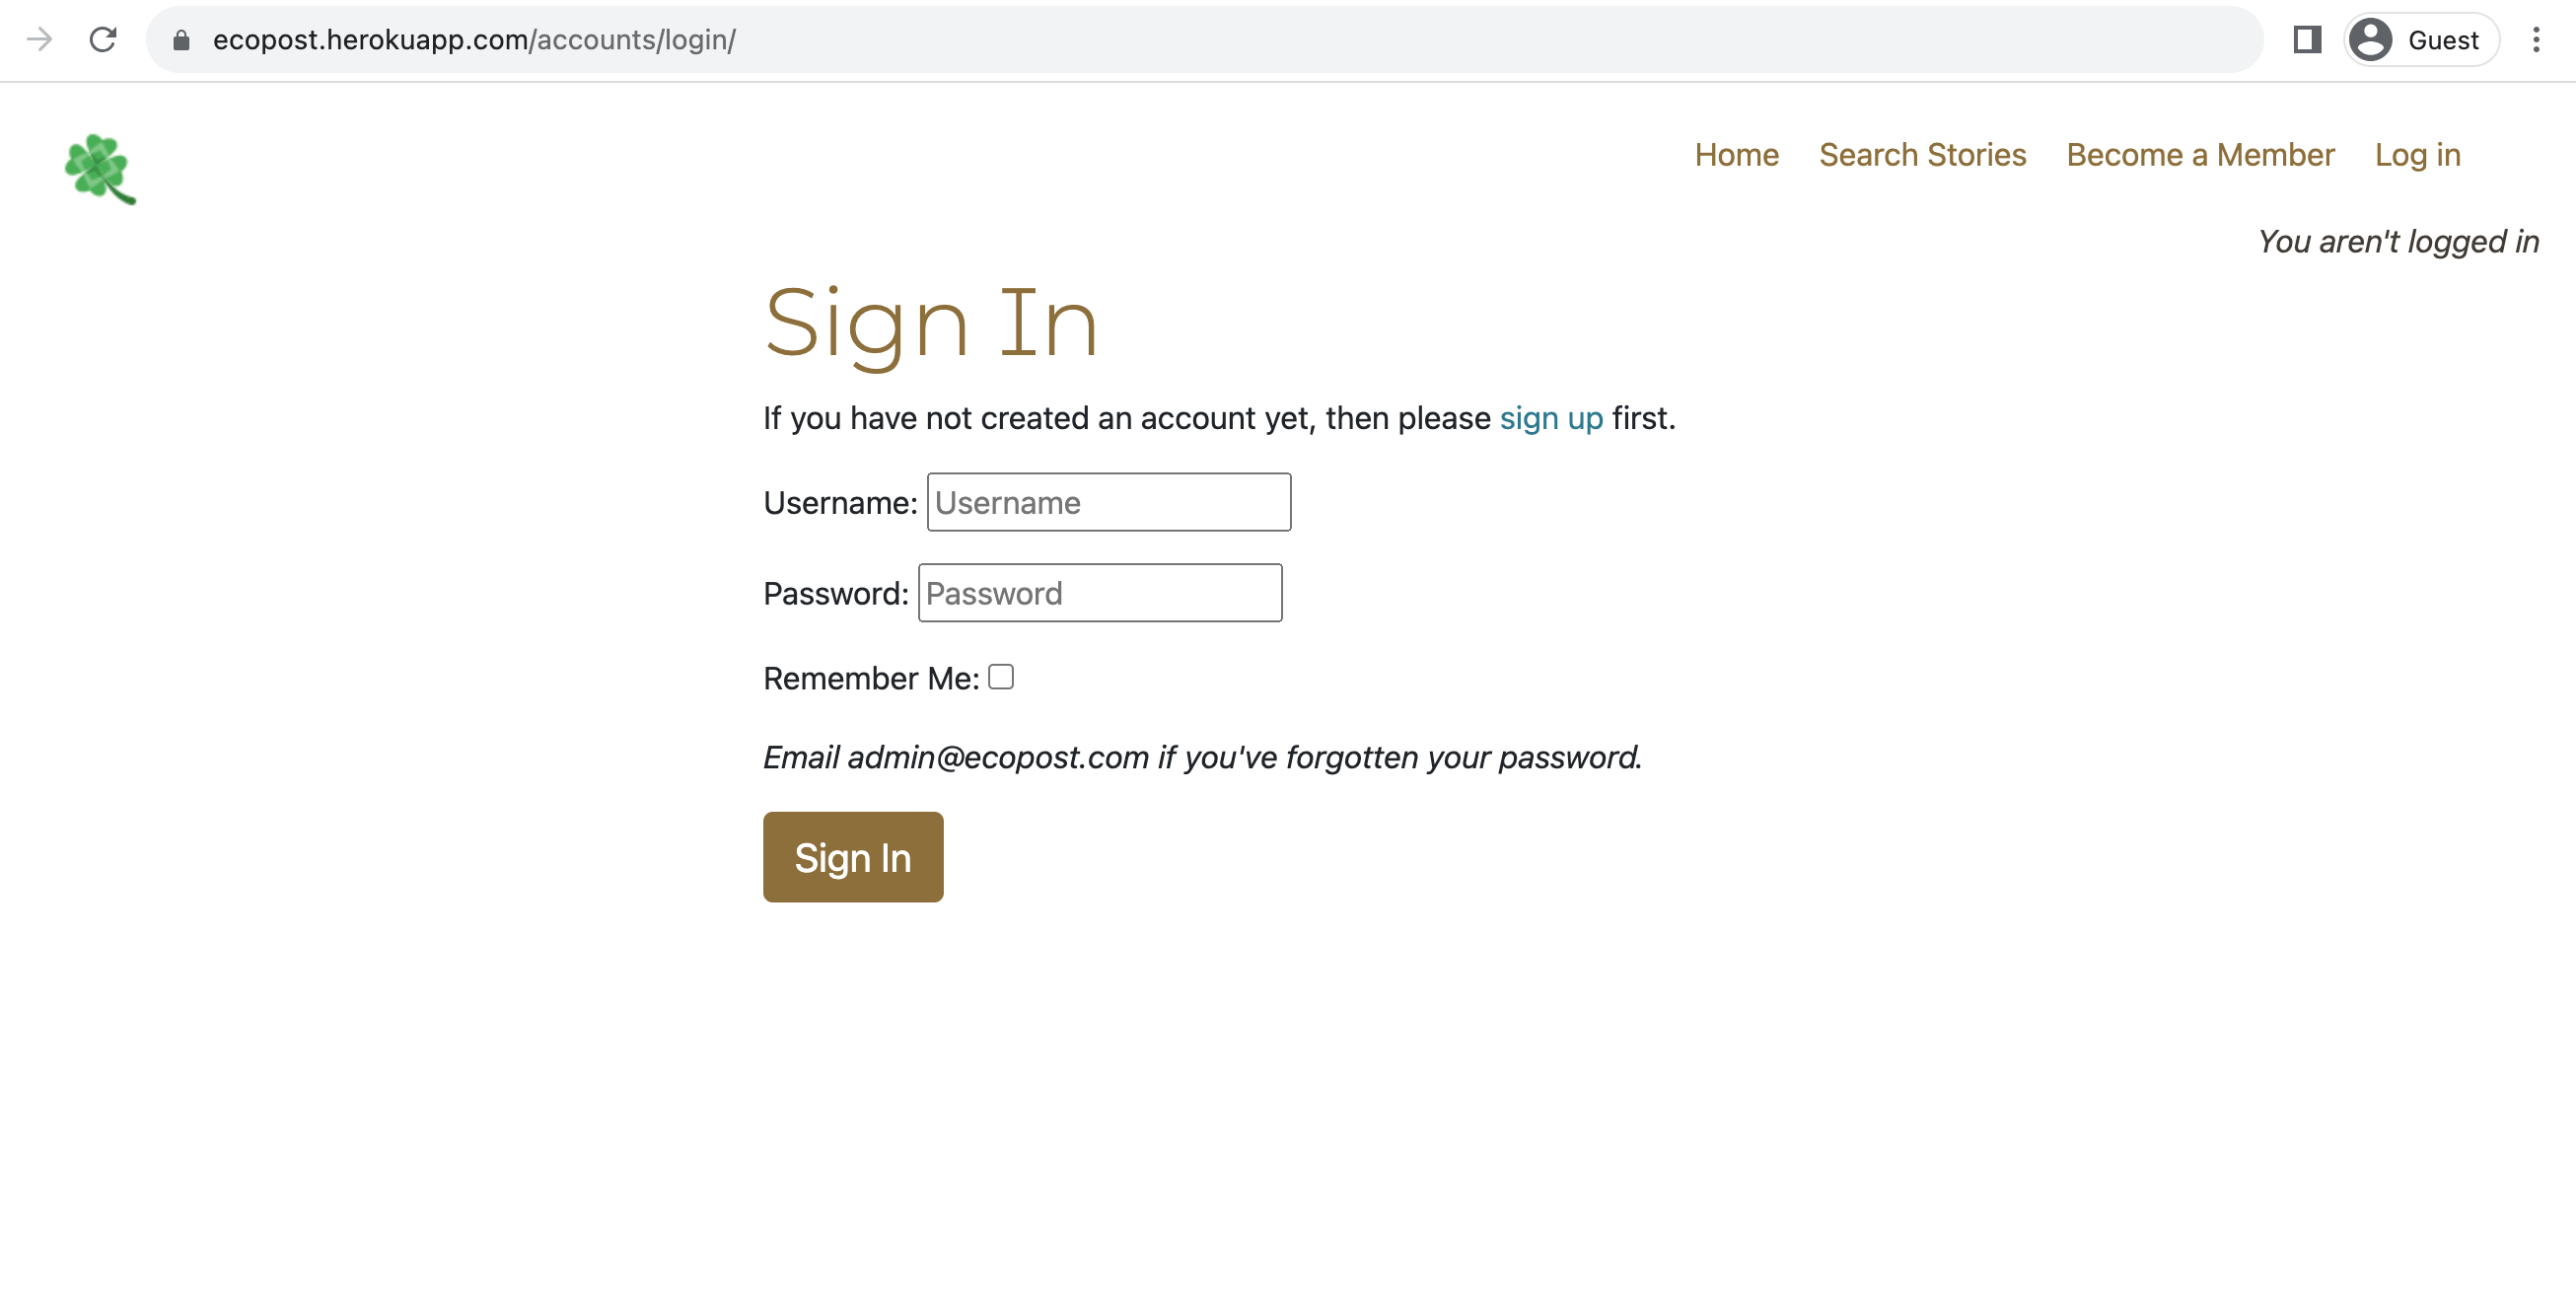 ecopost.herokuapp.com/accounts/login/
Guest
Home Search Stories Become a Member Log in
You aren't logged in
Sign In
If you have not created an account yet, then please sign up first.
Username: Username
Password: Password
Remember Me:
Email admin@ecopost.com if you've forgotten your password.
Sign In